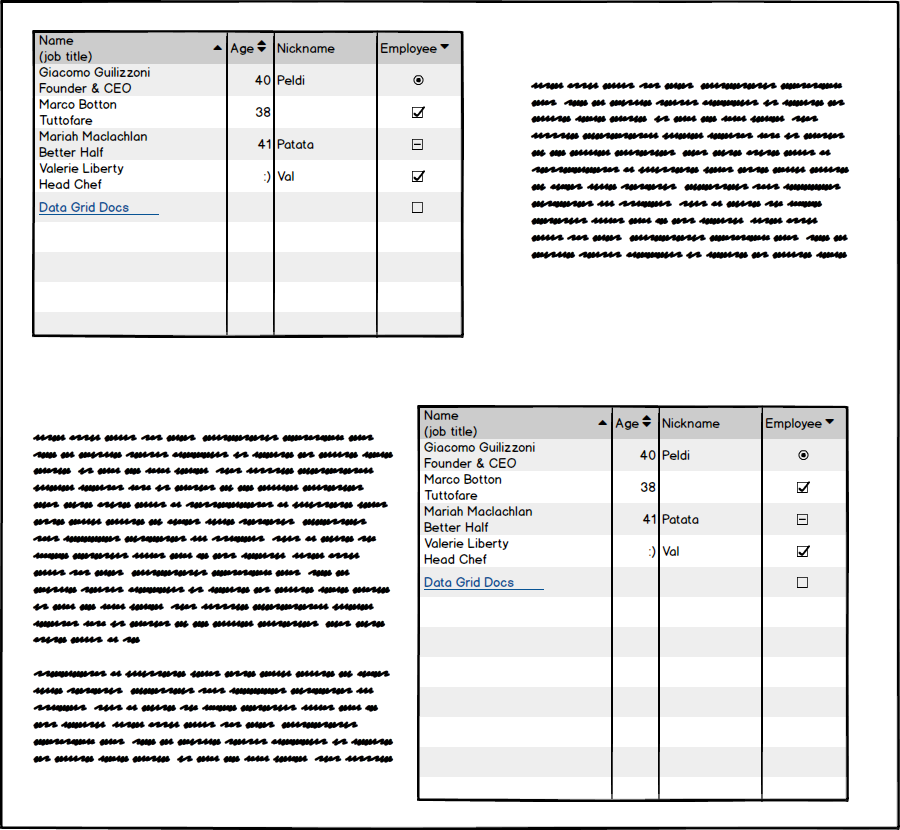 Name
(job title)
Age Nickname Employee
Giacomo Guilizzoni
Founder & CEO
40 Peldi
Marco Botton
Tuttofare
38
Mariah Maclachlan
Better Half
41 Patata
Valerie Liberty
Head Chef
:) Val
Data Grid Docs
Name
(job title)
Age Nickname Employee
Giacomo Guilizzoni
Founder & CEO
40 Peldi
Marco Botton
Tuttofare
38
Mariah Maclachlan
Better Half
41 Patata
Valerie Liberty
Head Chef
:) Val
Data Grid Docs